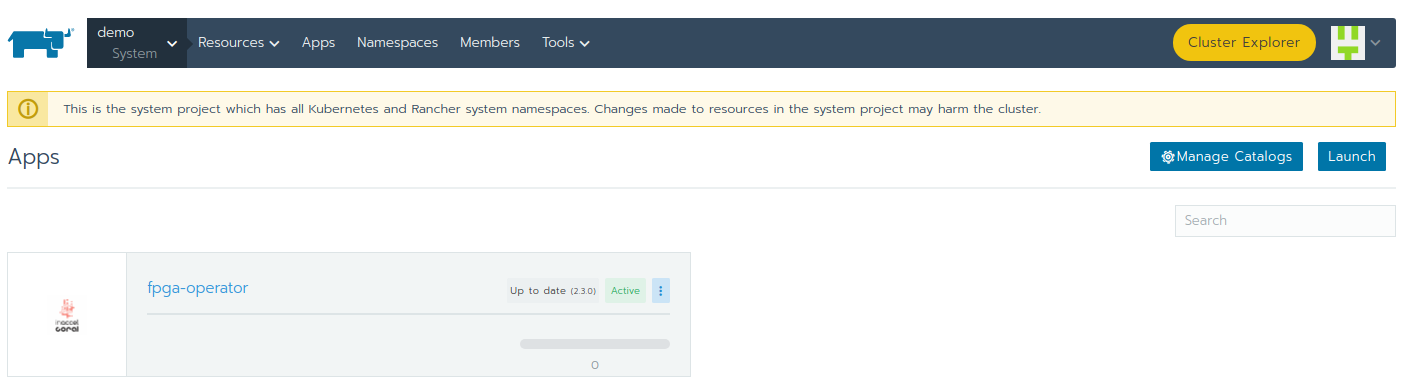 demo
System
Resources
Apps
Namespaces
Members
Tools
Cluster Explorer
This is the system project which has all Kubernetes and Rancher system namespaces. Changes made to resources in the system project may harm the cluster.
Apps
Manage Catalogs
Launch
Search
fpga-operator
Up to date (2.3.0)
Active
inaccel
coral
0